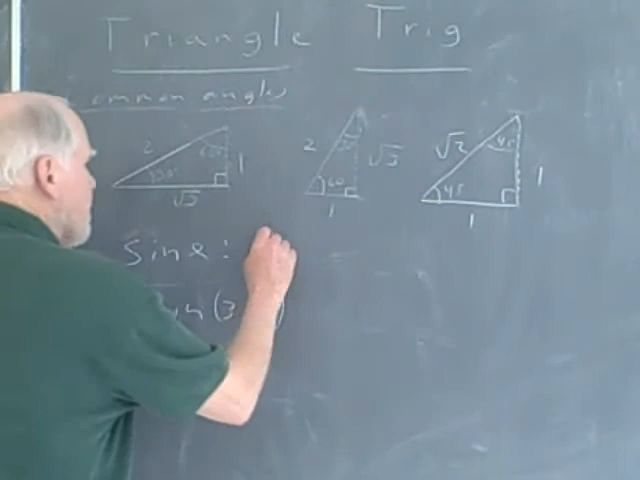 Triangle Trig
common angles
2 60° 30° 1 √3
2 30 60 √3 1
√2 45 45 1 1
sine:
(3 )